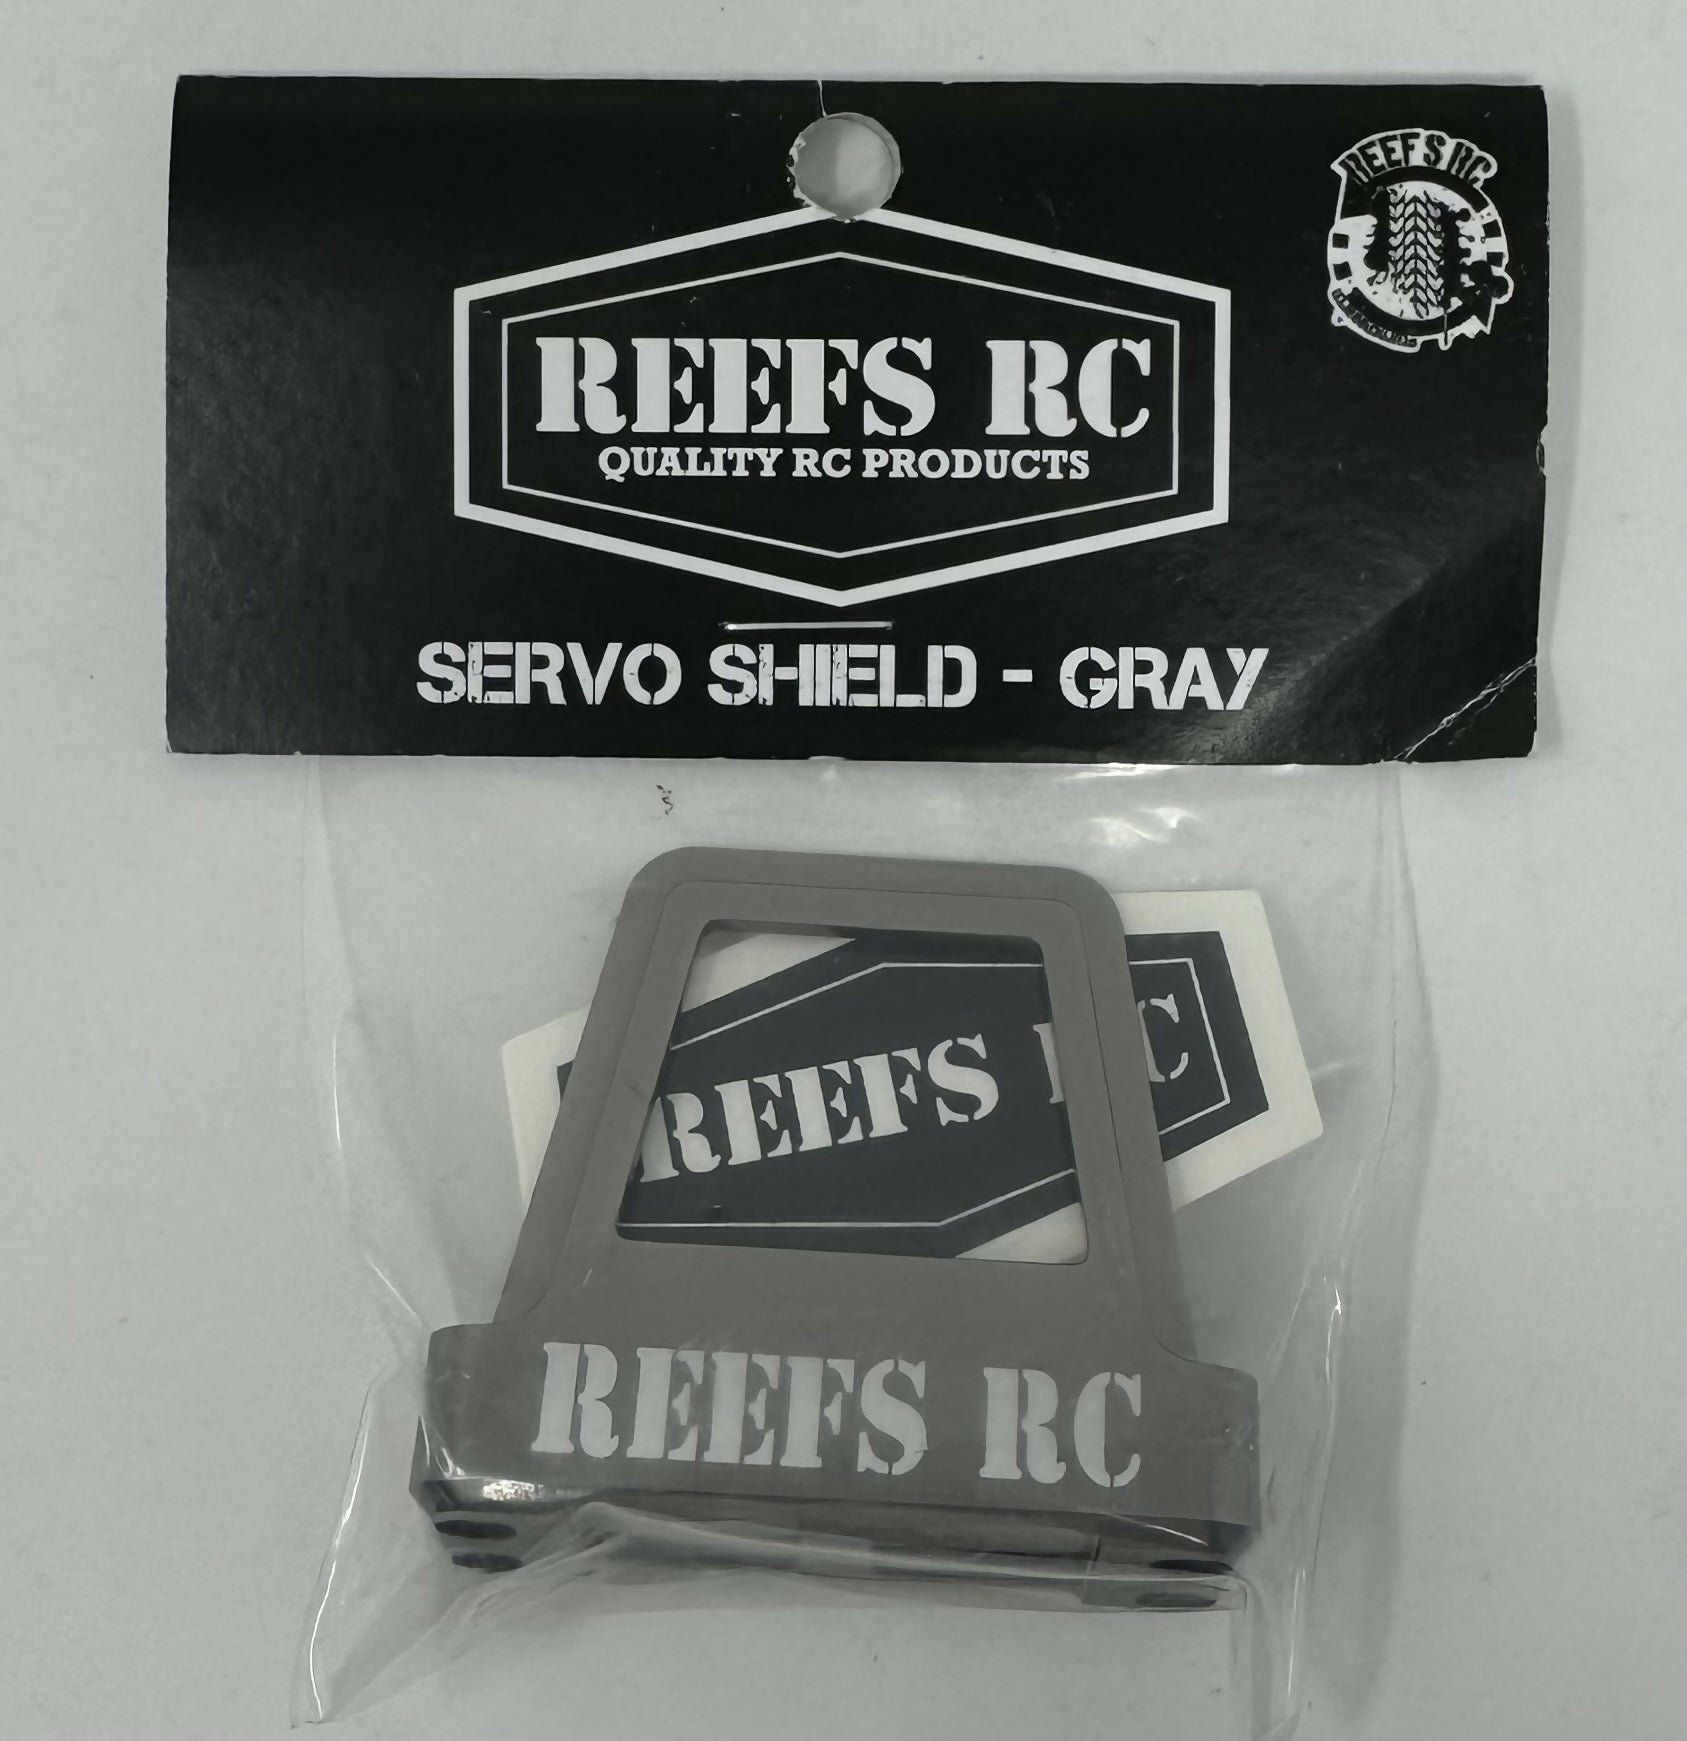 REEFS RC
REEFS RC
QUALITY RC PRODUCTS
SERVO SHIELD - GRAY
REEFS RC
REEFS RC